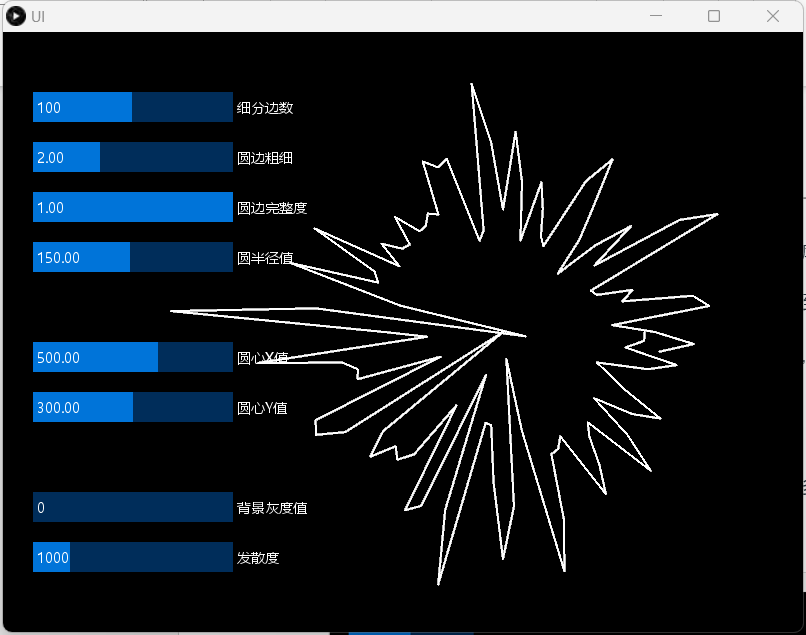 UI
100 细分边数
2.00 圆边粗细
1.00 圆边完整度
150.00 圆半径值
500.00 圆心X值
300.00 圆心Y值
0 背景灰度值
1000 发散度